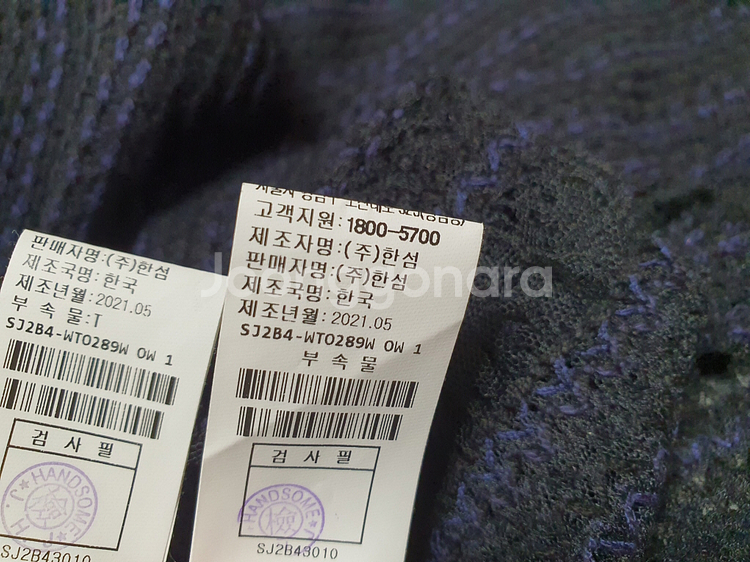 판매자명:(주)한섬
제조국명:한국
제조년월:2021.05
부 속 물:T
SJ2B4-WTO289W OW 1
검 사 필
HANDSOME
SJ2B43010
고객지원:1800-5700
제조자명:(주)한섬
판매자명:(주)한섬
제조국명:한국
제조년월:2021.05
SJ2B4-WTO289W OW 1
부 속 물
검 사 필
HANDSOME
檢
SJ2B43010
Joonggonara